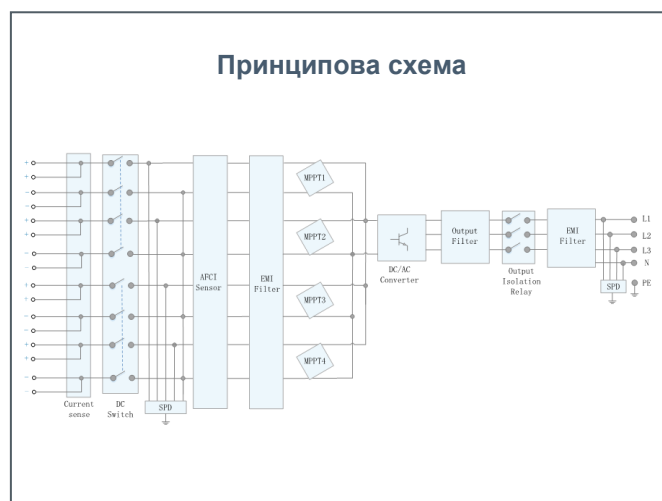 Принципова схема
+
+
-
-
+
+
-
-
+
+
-
-
+
+
-
-
Current
sense
DC
Switch
SPD
AFCI
Sensor
EMI
Filter
MPPT1
MPPT2
MPPT3
MPPT4
DC/AC
Converter
Output
Filter
Output
Isolation
Relay
EMI
Filter
SPD
L1
L2
L3
N
PE